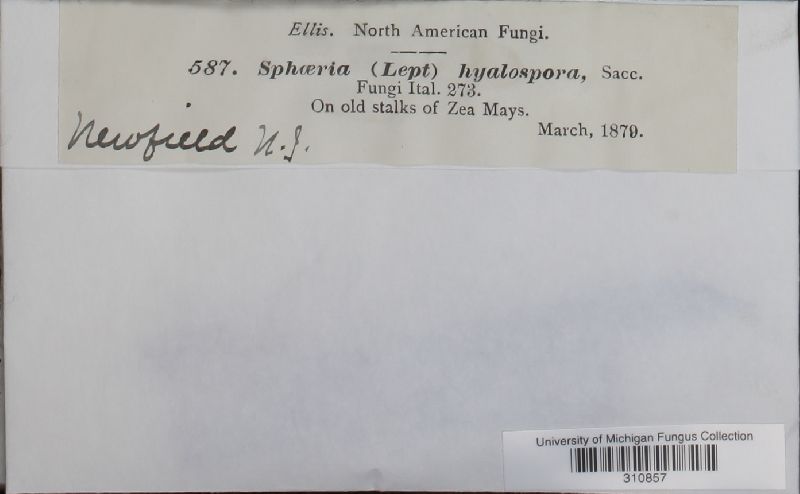 Ellis. North American Fungi.
587. Sphæria (Lept) hyalospora, Sacc.
Fungi Ital. 273.
On old stalks of Zea Mays.
March, 1879.
Newfield N.J.
University of Michigan Fungus Collection
310857